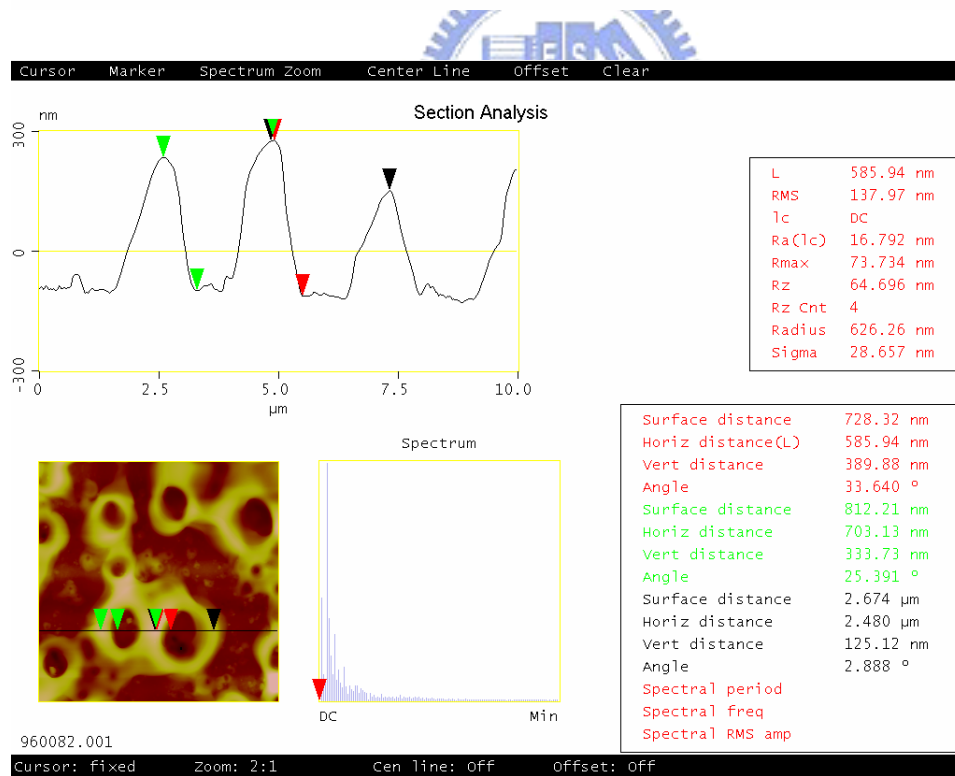 ESA
Cursor Marker Spectrum Zoom Center Line Offset Clear
Section Analysis
nm
300
0
-300
0 2.5 5.0 7.5 10.0
µm
L 585.94 nm
RMS 137.97 nm
lc DC
Ra(lc) 16.792 nm
Rmax 73.734 nm
Rz 64.696 nm
Rz Cnt 4
Radius 626.26 nm
Sigma 28.657 nm
Spectrum
DC Min
Surface distance 728.32 nm
Horiz distance(L) 585.94 nm
Vert distance 389.88 nm
Angle 33.640 °
Surface distance 812.21 nm
Horiz distance 703.13 nm
Vert distance 333.73 nm
Angle 25.391 °
Surface distance 2.674 µm
Horiz distance 2.480 µm
Vert distance 125.12 nm
Angle 2.888 °
Spectral period
Spectral freq
Spectral RMS amp
960082.001
Cursor: fixed Zoom: 2:1 Cen line: Off Offset: Off